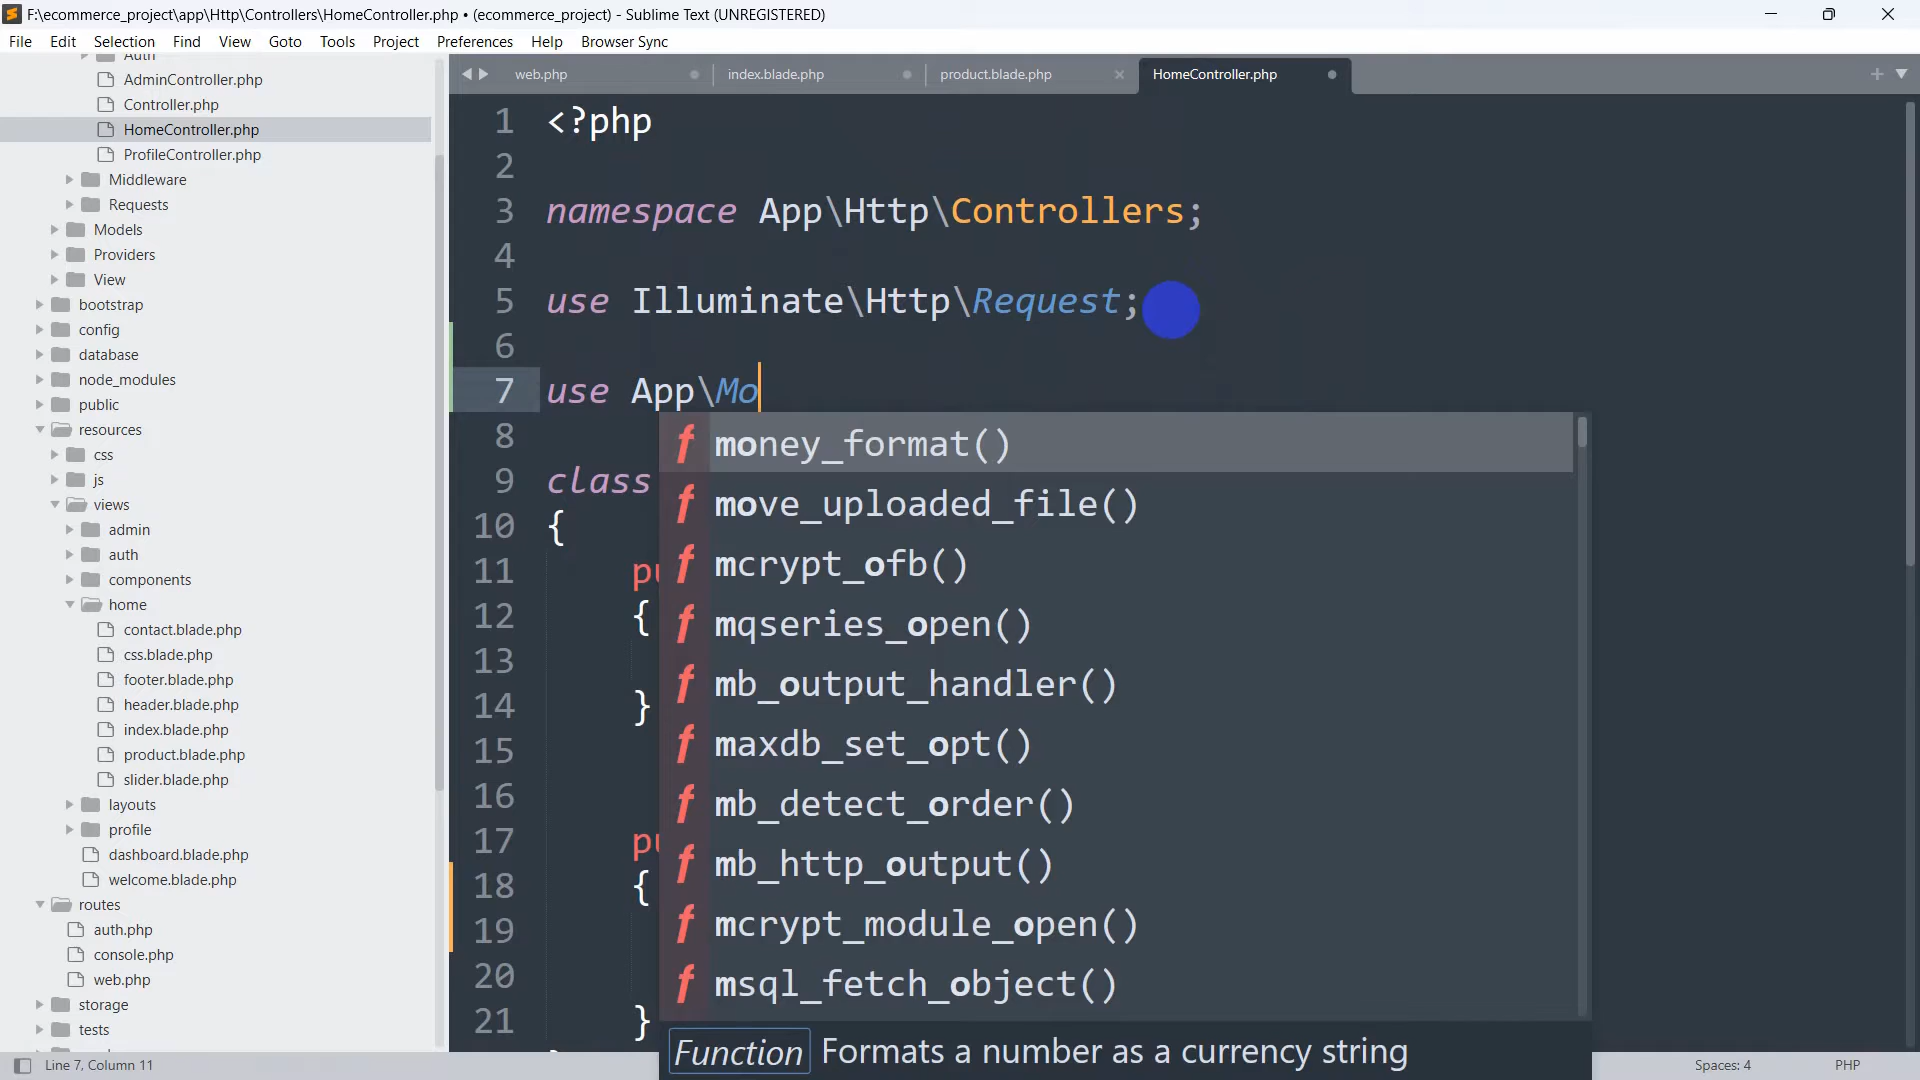 F:\ecommerce_project\app\Http\Controllers\HomeController.php • (ecommerce_project) - Sublime Text (UNREGISTERED)
File Edit Selection Find View Goto Tools Project Preferences Help Browser Sync
web.php index.blade.php product.blade.php HomeController.php
Auth
AdminController.php
Controller.php
HomeController.php
ProfileController.php
Middleware
Requests
Models
Providers
View
bootstrap
config
database
node_modules
public
resources
css
js
views
admin
auth
components
home
contact.blade.php
css.blade.php
footer.blade.php
header.blade.php
index.blade.php
product.blade.php
slider.blade.php
layouts
profile
dashboard.blade.php
welcome.blade.php
routes
auth.php
console.php
web.php
storage
tests
1 <?php
2
3 namespace App\Http\Controllers;
4
5 use Illuminate\Http\Request;
6
7 use App\Mo
8
9 class
10 {
11 pu
12 {
13
14 }
15
16
17 pu
18 {
19
20
21 }
f money_format()
f move_uploaded_file()
f mcrypt_ofb()
f mqseries_open()
f mb_output_handler()
f maxdb_set_opt()
f mb_detect_order()
f mb_http_output()
f mcrypt_module_open()
f msql_fetch_object()
Function Formats a number as a currency string
Line 7, Column 11
Spaces: 4 PHP